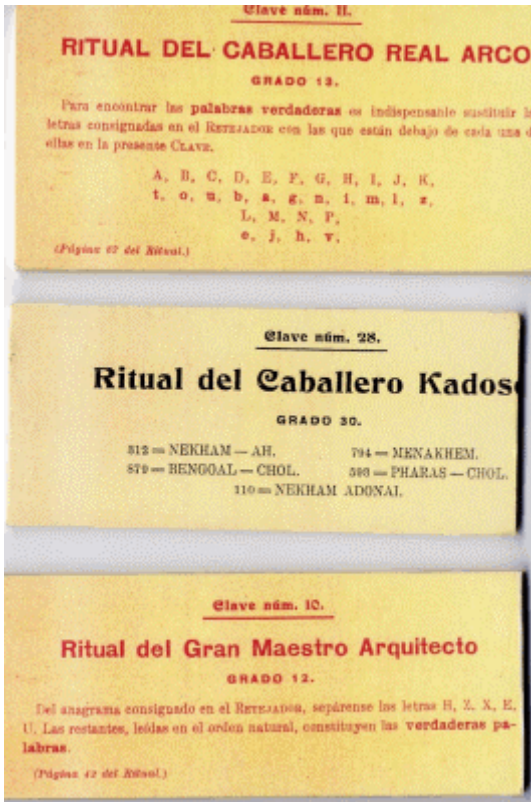 Clave núm. 11.
RITUAL DEL CABALLERO REAL ARCO
GRADO 13.
Para encontrar las palabras verdaderas es indispensable sustituir l
letras consignadas en el RETEJADOR con las que están debajo de cada una d
ellas en la presente CLAVE.
A, B, C, D, E, F, G, H, I, J, K,
t, o, u, b, a, g, n, i, m, l, z,
L, M, N, P,
e, j, h, v,
(Página 67 del Ritual.)
Clave núm. 28.
Ritual del Caballero Kados
GRADO 30.
312 = NEKHAM — AH. 794 = MENAKHEM.
879 = BENGOAL — CHOL. 593 = PHARAS — CHOL.
110 = NEKHAM ADONAI.
Clave núm. 10.
Ritual del Gran Maestro Arquitecto
GRADO 12.
Del anagrama consignado en el RETEJADOR, sepárense las letras H, Z, X, E,
U. Las restantes, leídas en el orden natural, constituyen las verdaderas pa-
labras.
(Página 42 del Ritual.)